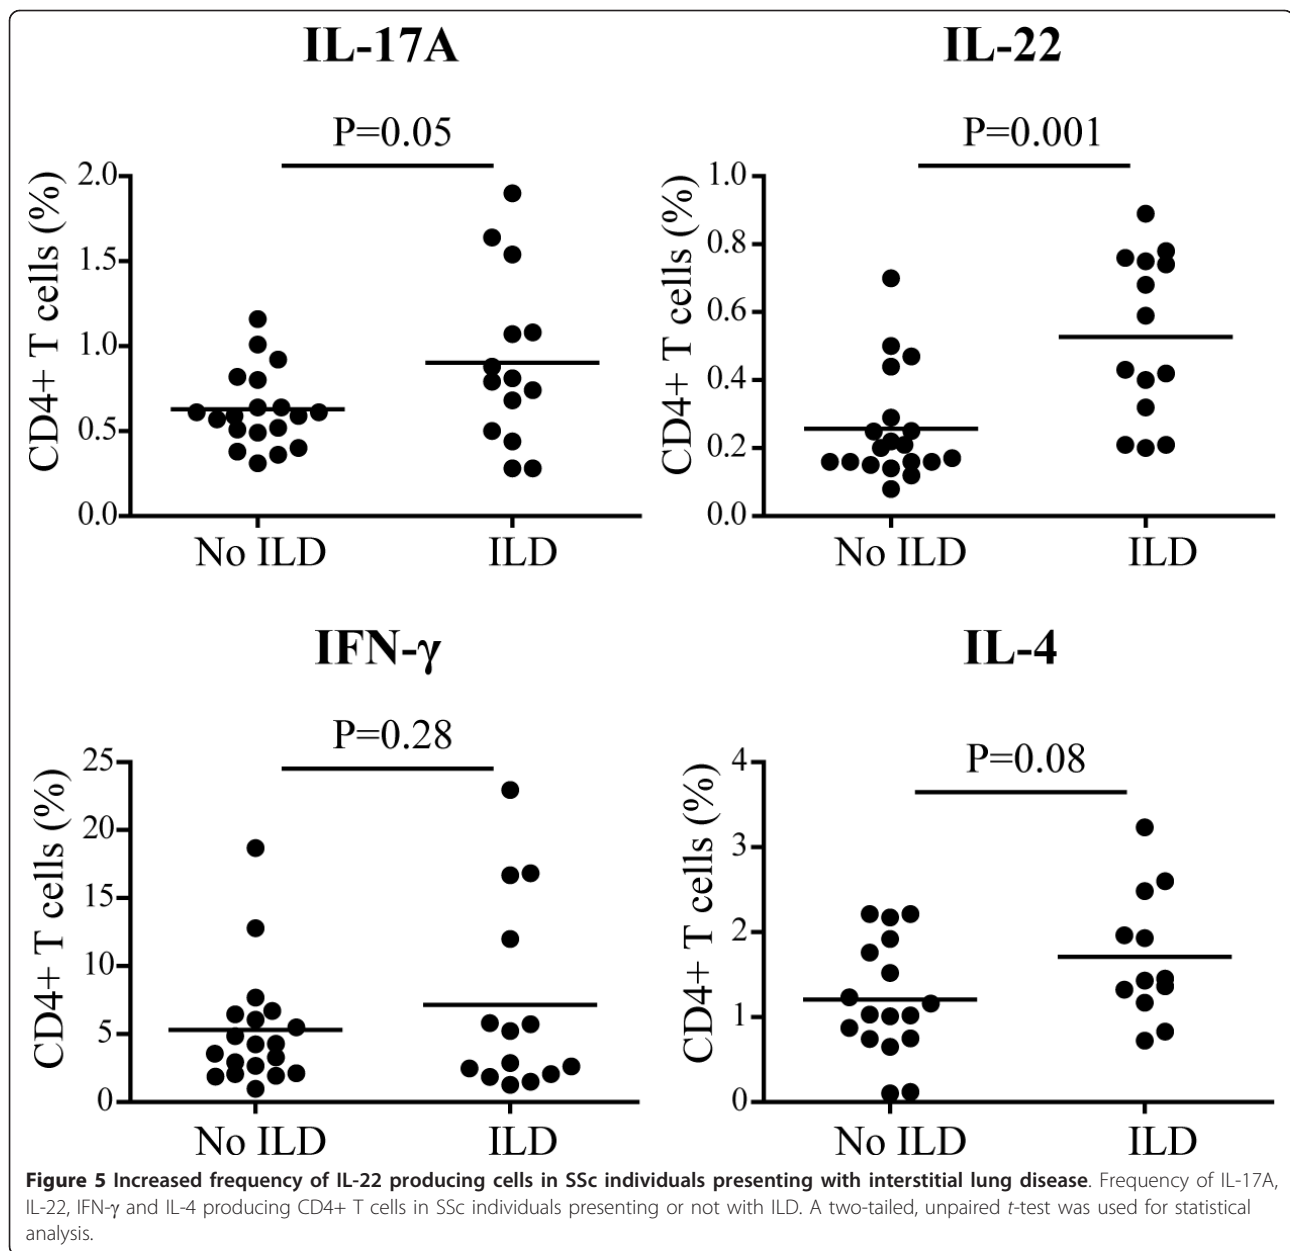 IL-17A
P=0.05
CD4+ T cells (%)
2.0
1.5
1.0
0.5
0.0
No ILD
ILD
IL-22
P=0.001
CD4+ T cells (%)
1.0
0.8
0.6
0.4
0.2
0.0
No ILD
ILD
IFN-γ
P=0.28
CD4+ T cells (%)
25
20
15
10
5
0
No ILD
ILD
IL-4
P=0.08
CD4+ T cells (%)
4
3
2
1
0
No ILD
ILD
Figure 5 Increased frequency of IL-22 producing cells in SSc individuals presenting with interstitial lung disease. Frequency of IL-17A,
IL-22, IFN-γ and IL-4 producing CD4+ T cells in SSc individuals presenting or not with ILD. A two-tailed, unpaired t-test was used for statistical
analysis.